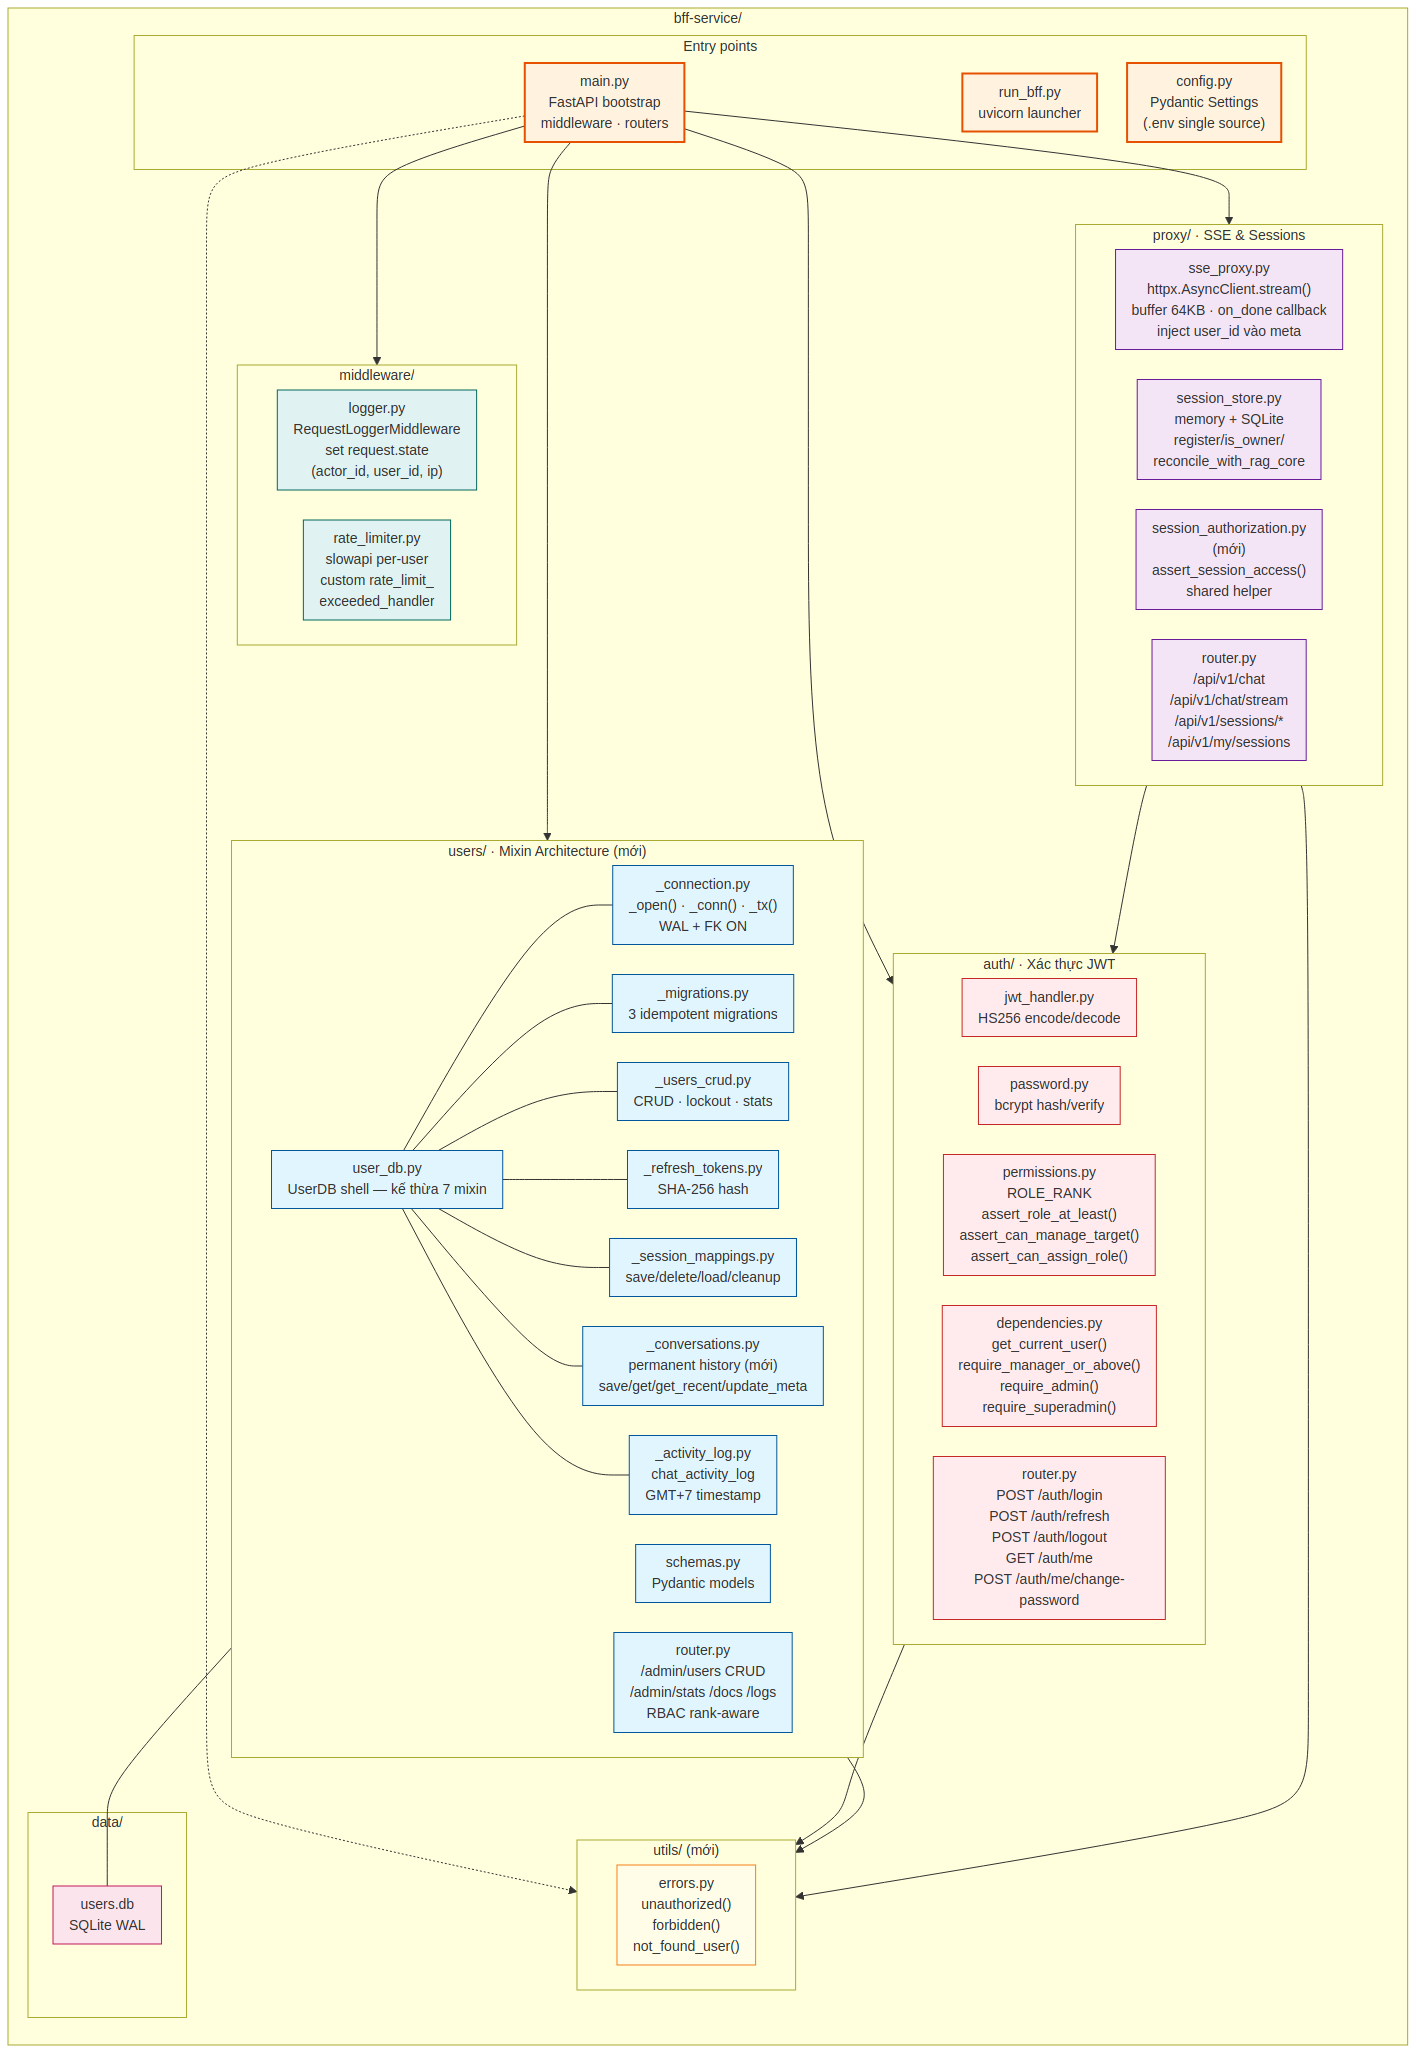 bff-service/
Entry points
main.py
FastAPI bootstrap
middleware · routers
run_bff.py
uvicorn launcher
config.py
Pydantic Settings
(.env single source)
proxy/ · SSE & Sessions
sse_proxy.py
httpx.AsyncClient.stream()
buffer 64KB · on_done callback
inject user_id vào meta
session_store.py
memory + SQLite
register/is_owner/
reconcile_with_rag_core
session_authorization.py
(mới)
assert_session_access()
shared helper
router.py
/api/v1/chat
/api/v1/chat/stream
/api/v1/sessions/*
/api/v1/my/sessions
middleware/
logger.py
RequestLoggerMiddleware
set request.state
(actor_id, user_id, ip)
rate_limiter.py
slowapi per-user
custom rate_limit_
exceeded_handler
users/ · Mixin Architecture (mới)
_connection.py
_open() · _conn() · _tx()
WAL + FK ON
_migrations.py
3 idempotent migrations
_users_crud.py
CRUD · lockout · stats
user_db.py
UserDB shell — kế thừa 7 mixin
_refresh_tokens.py
SHA-256 hash
_session_mappings.py
save/delete/load/cleanup
_conversations.py
permanent history (mới)
save/get/get_recent/update_meta
_activity_log.py
chat_activity_log
GMT+7 timestamp
schemas.py
Pydantic models
router.py
/admin/users CRUD
/admin/stats /docs /logs
RBAC rank-aware
auth/ · Xác thực JWT
jwt_handler.py
HS256 encode/decode
password.py
bcrypt hash/verify
permissions.py
ROLE_RANK
assert_role_at_least()
assert_can_manage_target()
assert_can_assign_role()
dependencies.py
get_current_user()
require_manager_or_above()
require_admin()
require_superadmin()
router.py
POST /auth/login
POST /auth/refresh
POST /auth/logout
GET /auth/me
POST /auth/me/change-
password
data/
users.db
SQLite WAL
utils/ (mới)
errors.py
unauthorized()
forbidden()
not_found_user()